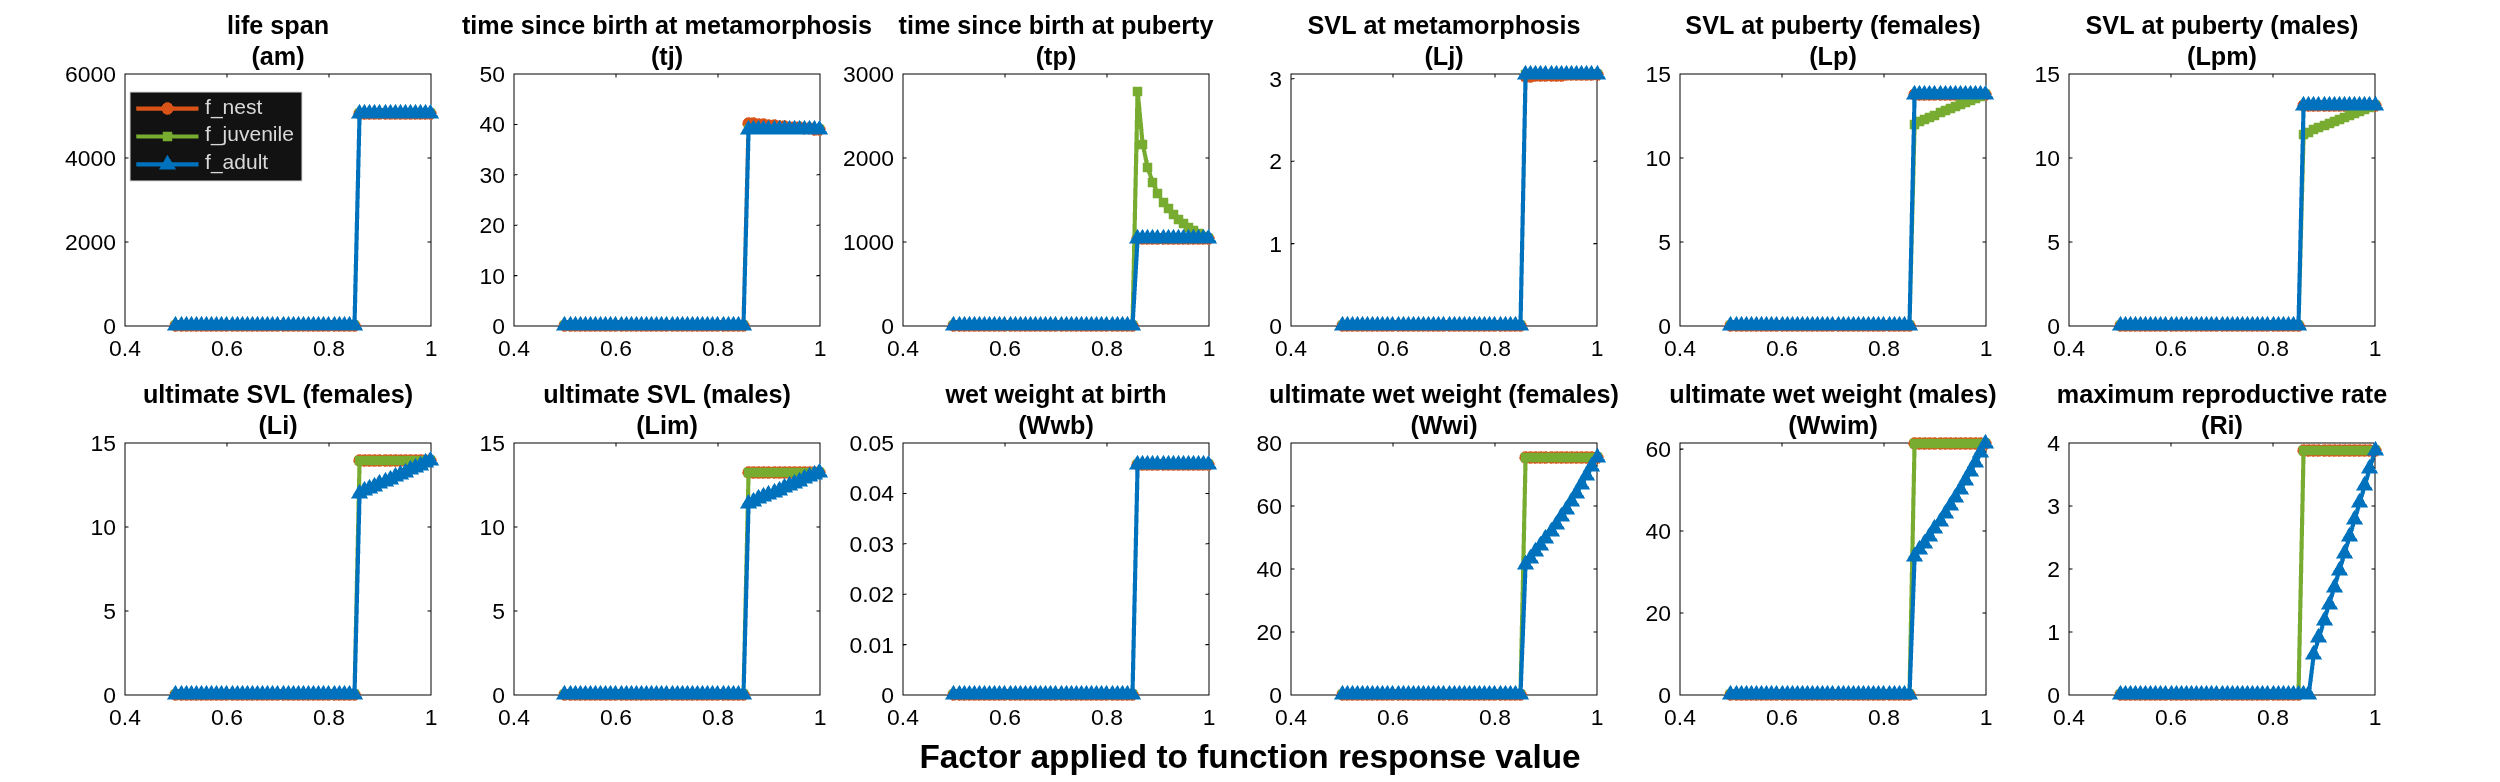 life span
(am)
6000
4000
2000
0
0.4 0.6 0.8 1
f_nest
f_juvenile
f_adult
time since birth at metamorphosis
(tj)
50
40
30
20
10
0
0.4 0.6 0.8 1
time since birth at puberty
(tp)
3000
2000
1000
0
0.4 0.6 0.8 1
SVL at metamorphosis
(Lj)
3
2
1
0
0.4 0.6 0.8 1
SVL at puberty (females)
(Lp)
15
10
5
0
0.4 0.6 0.8 1
SVL at puberty (males)
(Lpm)
15
10
5
0
0.4 0.6 0.8 1
ultimate SVL (females)
(Li)
15
10
5
0
0.4 0.6 0.8 1
ultimate SVL (males)
(Lim)
15
10
5
0
0.4 0.6 0.8 1
wet weight at birth
(Wwb)
0.05
0.04
0.03
0.02
0.01
0
0.4 0.6 0.8 1
ultimate wet weight (females)
(Wwi)
80
60
40
20
0
0.4 0.6 0.8 1
ultimate wet weight (males)
(Wwim)
60
40
20
0
0.4 0.6 0.8 1
maximum reproductive rate
(Ri)
4
3
2
1
0
0.4 0.6 0.8 1
Factor applied to function response value